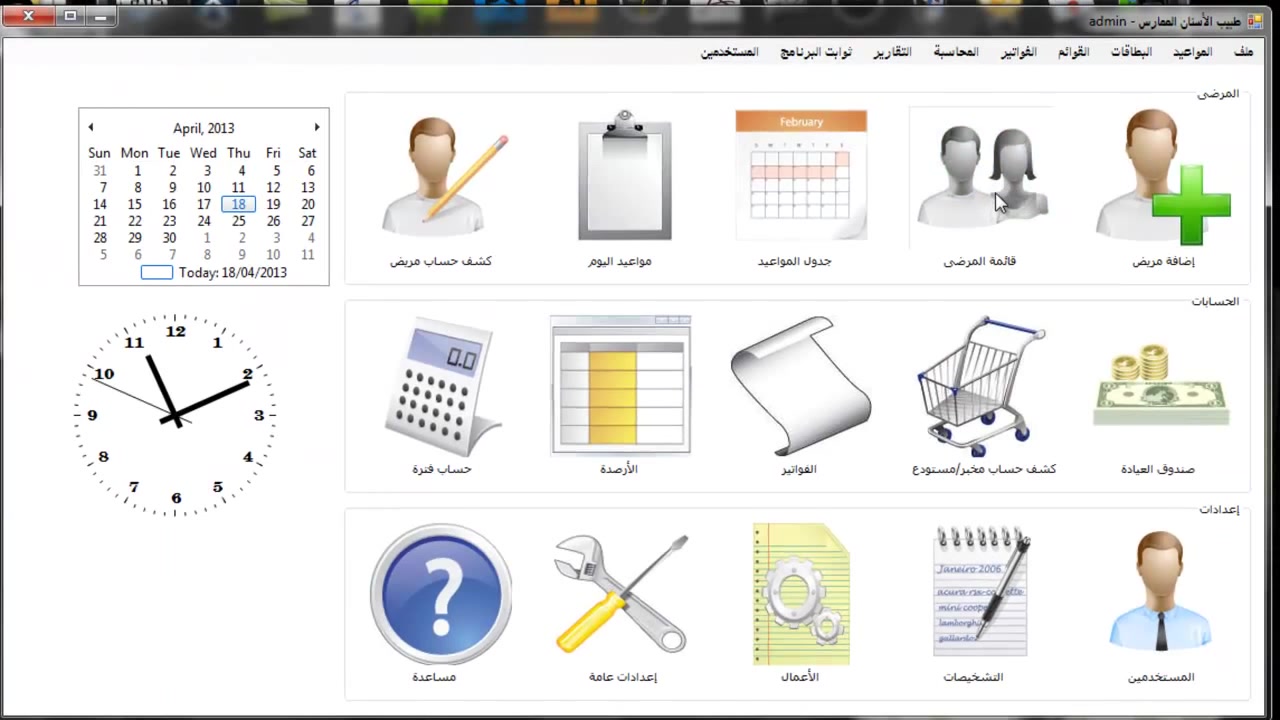 طبيب الأسنان الممارس - admin
ملف المواعيد البطاقات القوائم الفواتير المحاسبة التقارير ثوابت البرنامج المستخدمين
المرضى
إضافة مريض
قائمة المرضى
February
جدول المواعيد
مواعيد اليوم
كشف حساب مريض
الحسابات
صندوق العيادة
كشف حساب مخبر/مستودع
الفواتير
الأرصدة
0.0
حساب فترة
إعدادات
المستخدمين
Janeiro 2006
mini coope
gallardo
التشخيصات
الأعمال
إعدادات عامة
?
مساعدة
April, 2013
Sun Mon Tue Wed Thu Fri Sat
31 1 2 3 4 5 6
7 8 9 10 11 12 13
14 15 16 17 18 19 20
21 22 23 24 25 26 27
28 29 30 1 2 3 4
5 6 7 8 9 10 11
Today: 18/04/2013
12
11 1
10 2
9 3
8 4
7 5
6